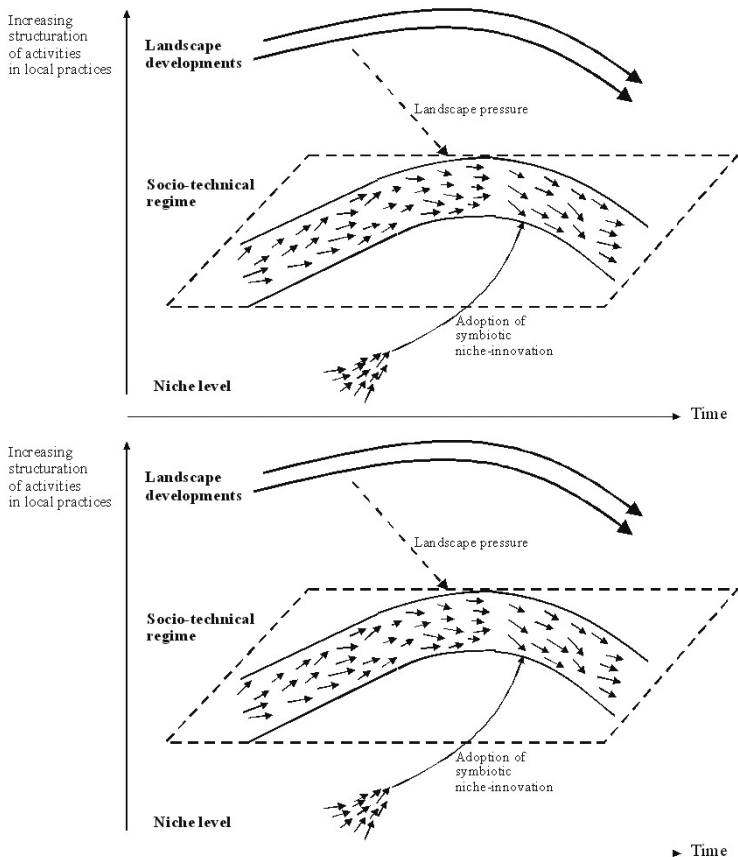 Increasing
structuration
of activities
in local practices
Landscape
developments
Landscape pressure
Socio-technical
regime
Adoption of
symbiotic
niche-innovation
Niche level
Time
Increasing
structuration
of activities
in local practices
Landscape
developments
Landscape pressure
Socio-technical
regime
Adoption of
symbiotic
niche-innovation
Niche level
Time